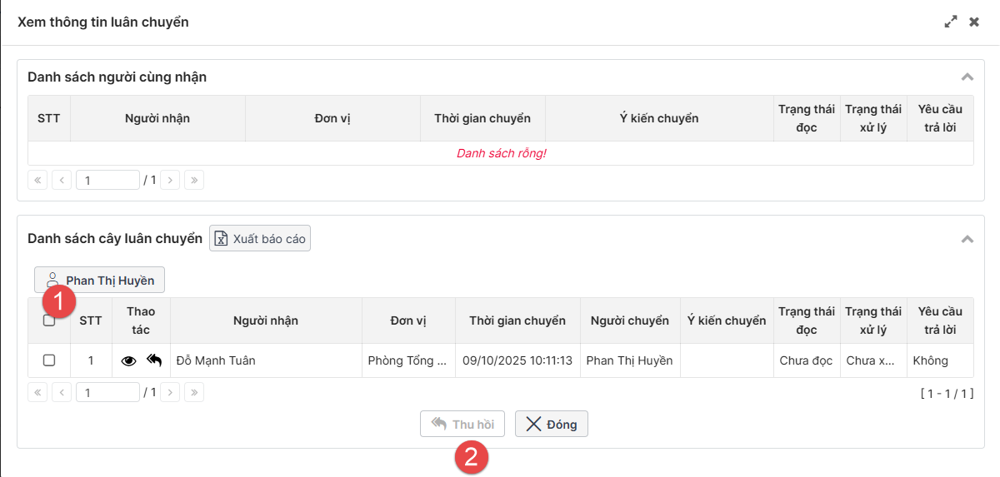 Xem thông tin luân chuyển
Danh sách người cùng nhận
STT Người nhận Đơn vị Thời gian chuyển Ý kiến chuyển Trạng thái đọc Trạng thái xử lý Yêu cầu trả lời
Danh sách rỗng!
« ‹ 1 / 1 › »
Danh sách cây luân chuyển Xuất báo cáo
Phan Thị Huyền
1
STT Thao tác Người nhận Đơn vị Thời gian chuyển Người chuyển Ý kiến chuyển Trạng thái đọc Trạng thái xử lý Yêu cầu trả lời
1 Đỗ Mạnh Tuân Phòng Tổng ... 09/10/2025 10:11:13 Phan Thị Huyền Chưa đọc Chưa x... Không
« ‹ 1 / 1 › » [ 1 - 1 / 1 ]
Thu hồi Đóng
2